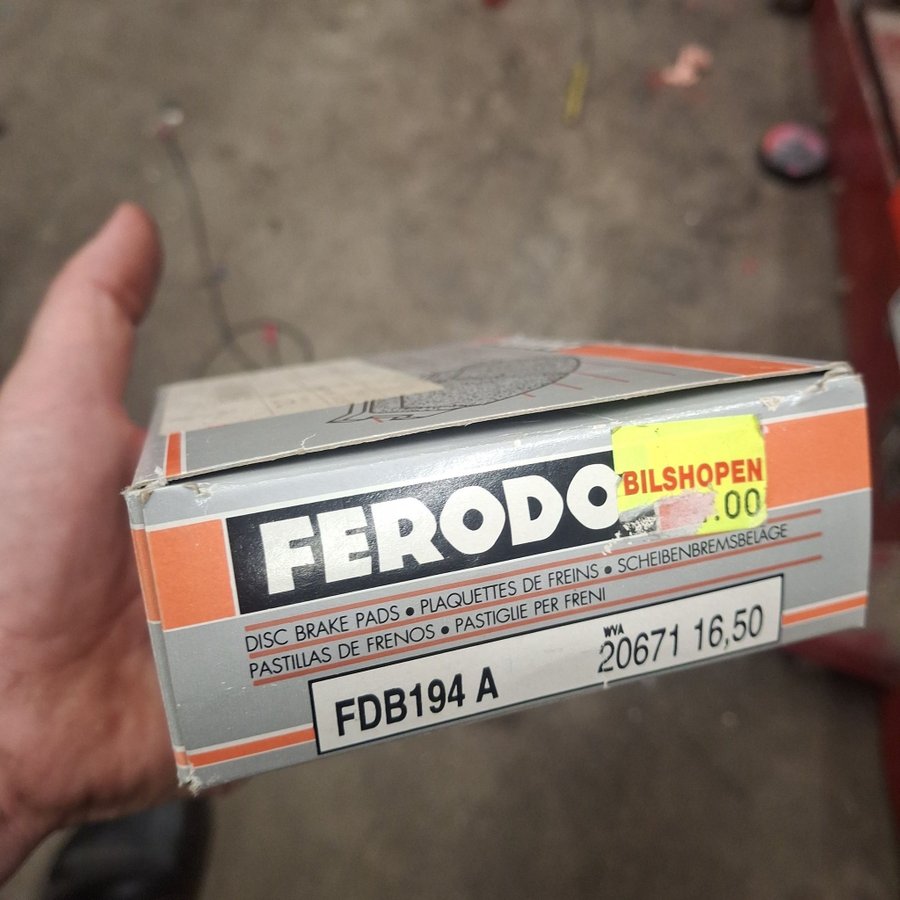 FERODO
BILSHOPEN
.00
DISC BRAKE PADS • PLAQUETTES DE FREINS • SCHEIBENBREMSBELÄGE
PASTILLAS DE FRENOS • PASTIGLIE PER FRENI
FDB194 A
WVA
20671 16,50